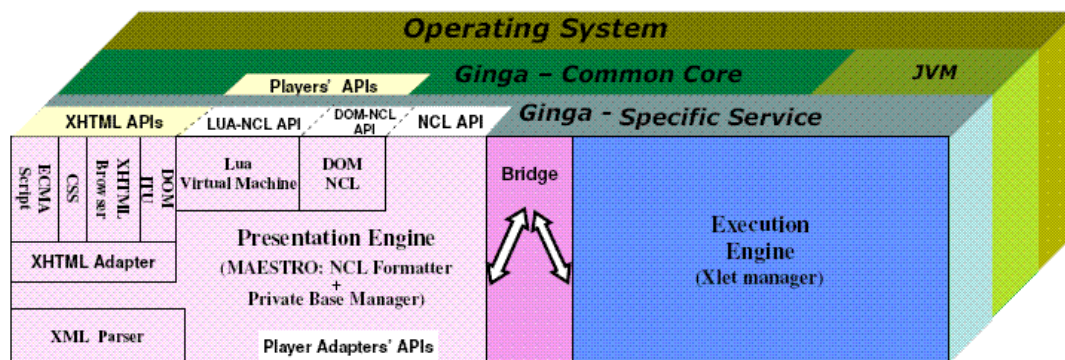 Operating System
Ginga – Common Core
JVM
Players' APIs
Ginga - Specific Service
XHTML APIs
LUA-NCL API
DOM-NCL
API
NCL API
ECMA
Script
CSS
XHTML
Browser
DOM
ITU
Lua
Virtual Machine
DOM
NCL
Bridge
XHTML Adapter
Presentation Engine
(MAESTRO: NCL Formatter
+
Private Base Manager)
Execution
Engine
(Xlet manager)
XML Parser
Player Adapters' APIs